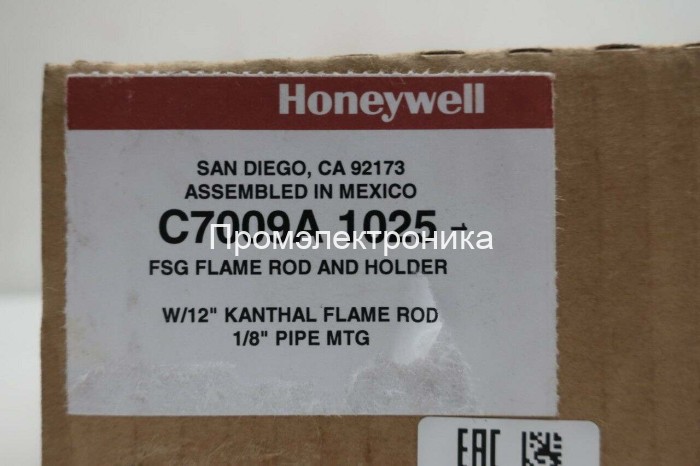 Honeywell
SAN DIEGO, CA 92173
ASSEMBLED IN MEXICO
C7009A 1025
Промэлектроника
FSG FLAME ROD AND HOLDER
W/12" KANTHAL FLAME ROD
1/8" PIPE MTG
EAC